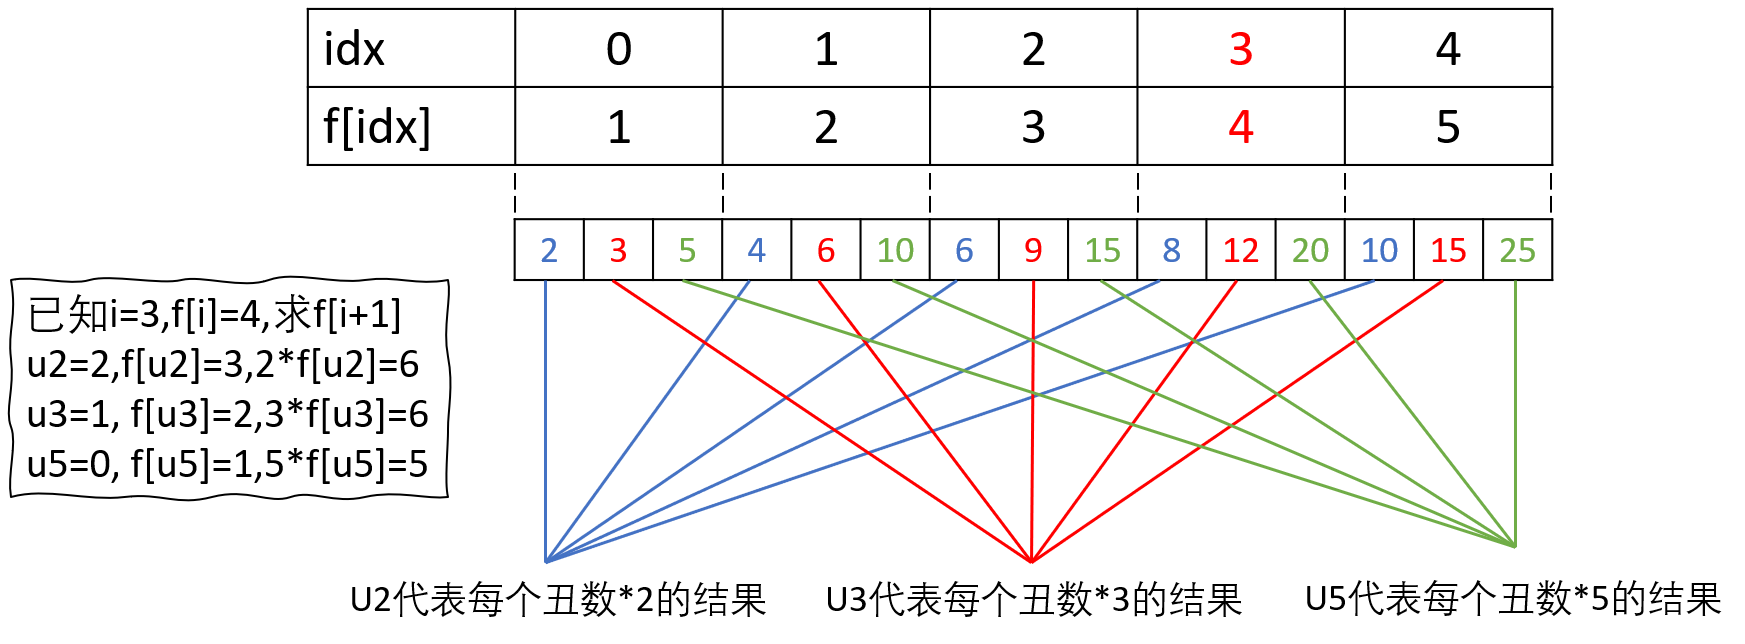 idx 0 1 2 3 4
f[idx] 1 2 3 4 5
2 3 5 4 6 10 6 9 15 8 12 20 10 15 25
已知i=3,f[i]=4,求f[i+1]
u2=2,f[u2]=3,2*f[u2]=6
u3=1, f[u3]=2,3*f[u3]=6
u5=0, f[u5]=1,5*f[u5]=5
U2代表每个丑数*2的结果 U3代表每个丑数*3的结果 U5代表每个丑数*5的结果